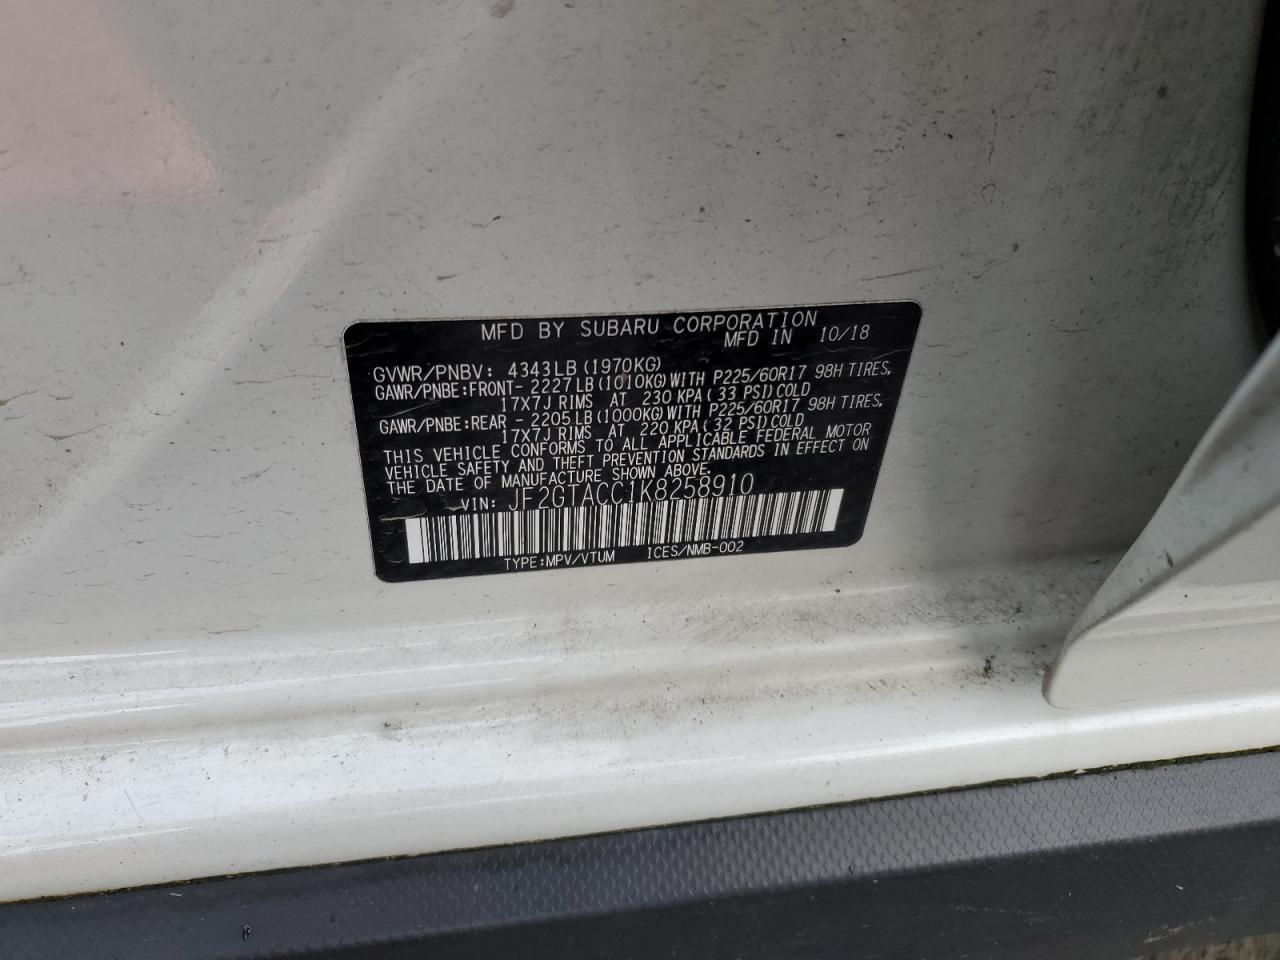 MFD BY SUBARU CORPORATION
MFD IN 10/18
GVWR/PNBV: 4343LB (1970KG)
GAWR/PNBE:FRONT- 2227LB (1010KG) WITH P225/60R17 98H TIRES,
17X7J RIMS AT 230 KPA (33 PSI) COLD
GAWR/PNBE:REAR - 2205LB (1000KG) WITH P225/60R17 98H TIRES,
17X7J RIMS AT 220 KPA (32 PSI) COLD
THIS VEHICLE CONFORMS TO ALL APPLICABLE FEDERAL MOTOR
VEHICLE SAFETY AND THEFT PREVENTION STANDARDS IN EFFECT ON
THE DATE OF MANUFACTURE SHOWN ABOVE.
VIN: JF2GTACC1K8258910
TYPE:MPV/VTUM ICES/NMB-002